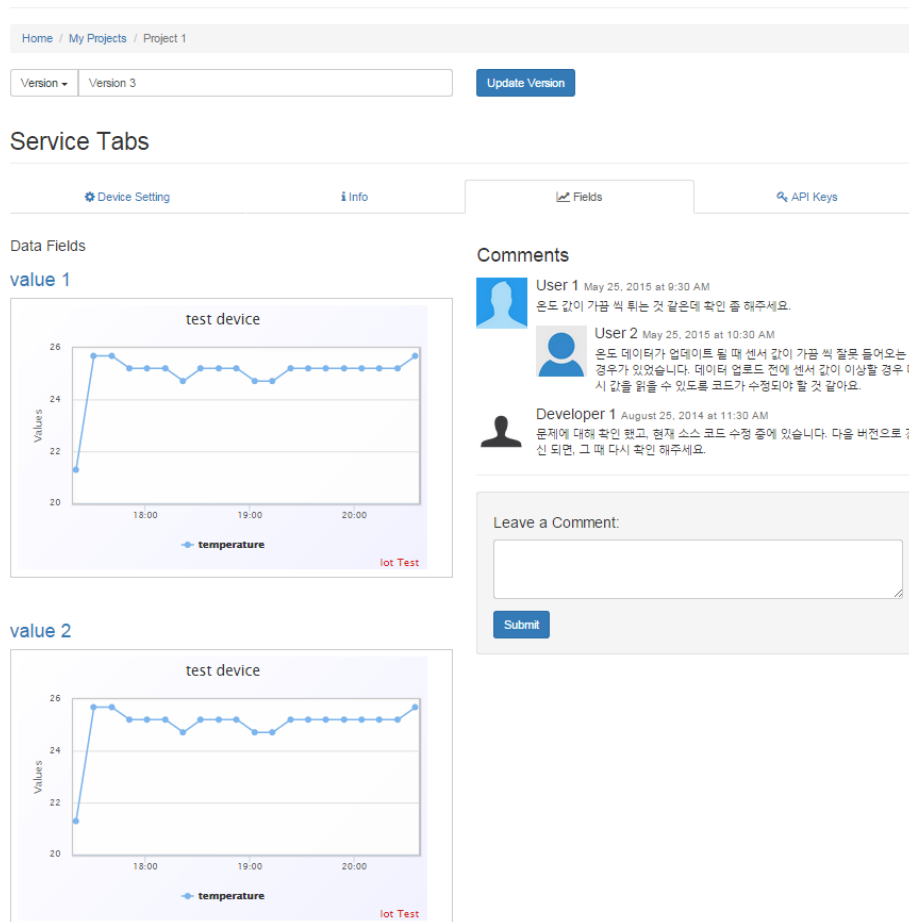 Home / My Projects / Project 1
Version Version 3 Update Version
Service Tabs
Device Setting Info Fields API Keys
Data Fields
value 1
test device
26
24
22
20
Values
18:00 19:00 20:00
temperature
Iot Test
value 2
test device
26
24
22
20
Values
18:00 19:00 20:00
temperature
Iot Test
Comments
User 1 May 25, 2015 at 9:30 AM
온도 값이 가끔 씩 튀는 것 같은데 확인 좀 해주세요.
User 2 May 25, 2015 at 10:30 AM
온도 데이터가 업데이트 될 때 센서 값이 가끔 씩 잘못 들어오는
경우가 있었습니다. 데이터 업로드 전에 센서 값이 이상할 경우
시 값을 읽을 수 있도록 코드가 수정되야 할 것 같아요.
Developer 1 August 25, 2014 at 11:30 AM
문제에 대해 확인 했고, 현재 소스 코드 수정 중에 있습니다. 다음 버전으로
신 되면, 그 때 다시 확인 해주세요.
Leave a Comment:
Submit